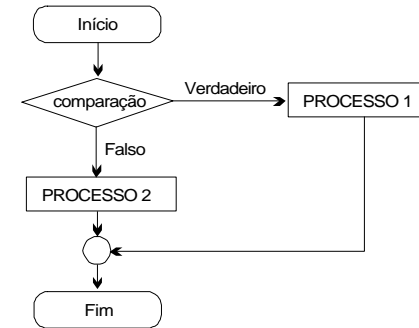 Início
comparação
Verdadeiro
PROCESSO 1
Falso
PROCESSO 2
Fim